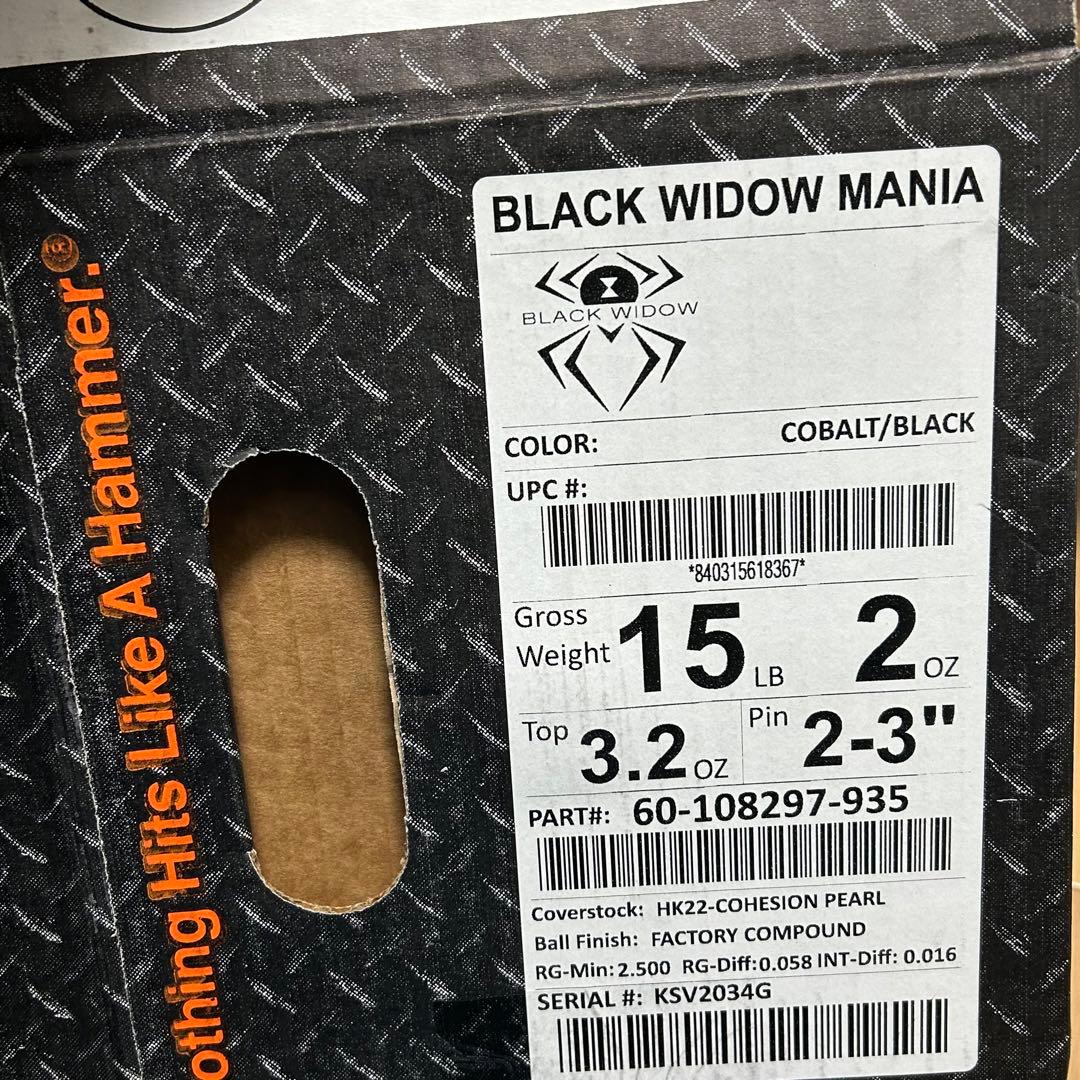 othing Hits Like A Hammer.®
BLACK WIDOW MANIA
BLACK WIDOW
COLOR: COBALT/BLACK
UPC #:
*840315618367*
Gross Weight 15 LB 2 OZ
Top 3.2 OZ Pin 2-3"
PART#: 60-108297-935
Coverstock: HK22-COHESION PEARL
Ball Finish: FACTORY COMPOUND
RG-Min: 2.500 RG-Diff: 0.058 INT-Diff: 0.016
SERIAL #: KSV2034G